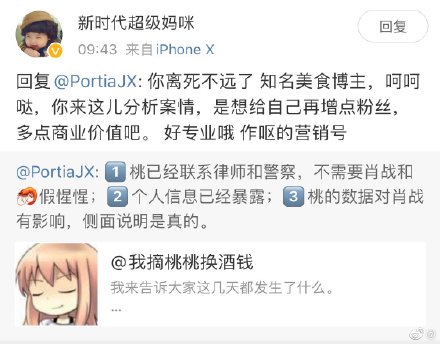 新时代超级妈咪
09:43 来自iPhone X
回复
回复@PortiaJX: 你离死不远了 知名美食博主，呵呵
哒，你来这儿分析案情，是想给自己再增点粉丝，
多点商业价值吧。 好专业哦 作呕的营销号
@PortiaJX: 1 桃已经联系律师和警察，不需要肖战和
假惺惺；2 个人信息已经暴露；3 桃的数据对肖战
有影响，侧面说明是真的。
@我摘桃桃换酒钱
我来告诉大家这几天都发生了什么。
...